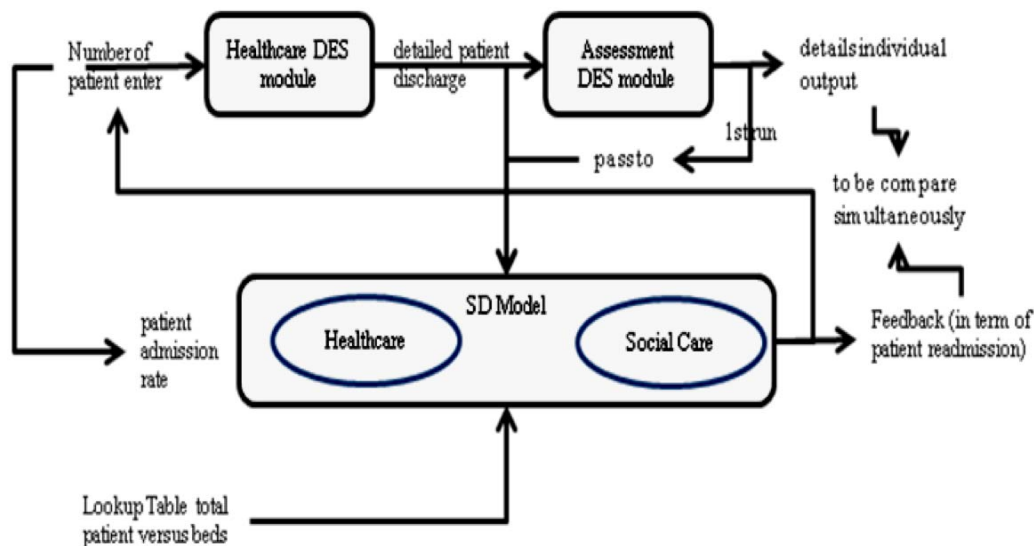 Number of
patient enter
Healthcare DES
module
detailed patient
discharge
Assessment
DES module
details individual
output
1st run
pass to
to be compare
simultaneously
SD Model
Healthcare
Social Care
patient
admission
rate
Feedback (in term of
patient readmission)
Lookup Table total
patient versus beds